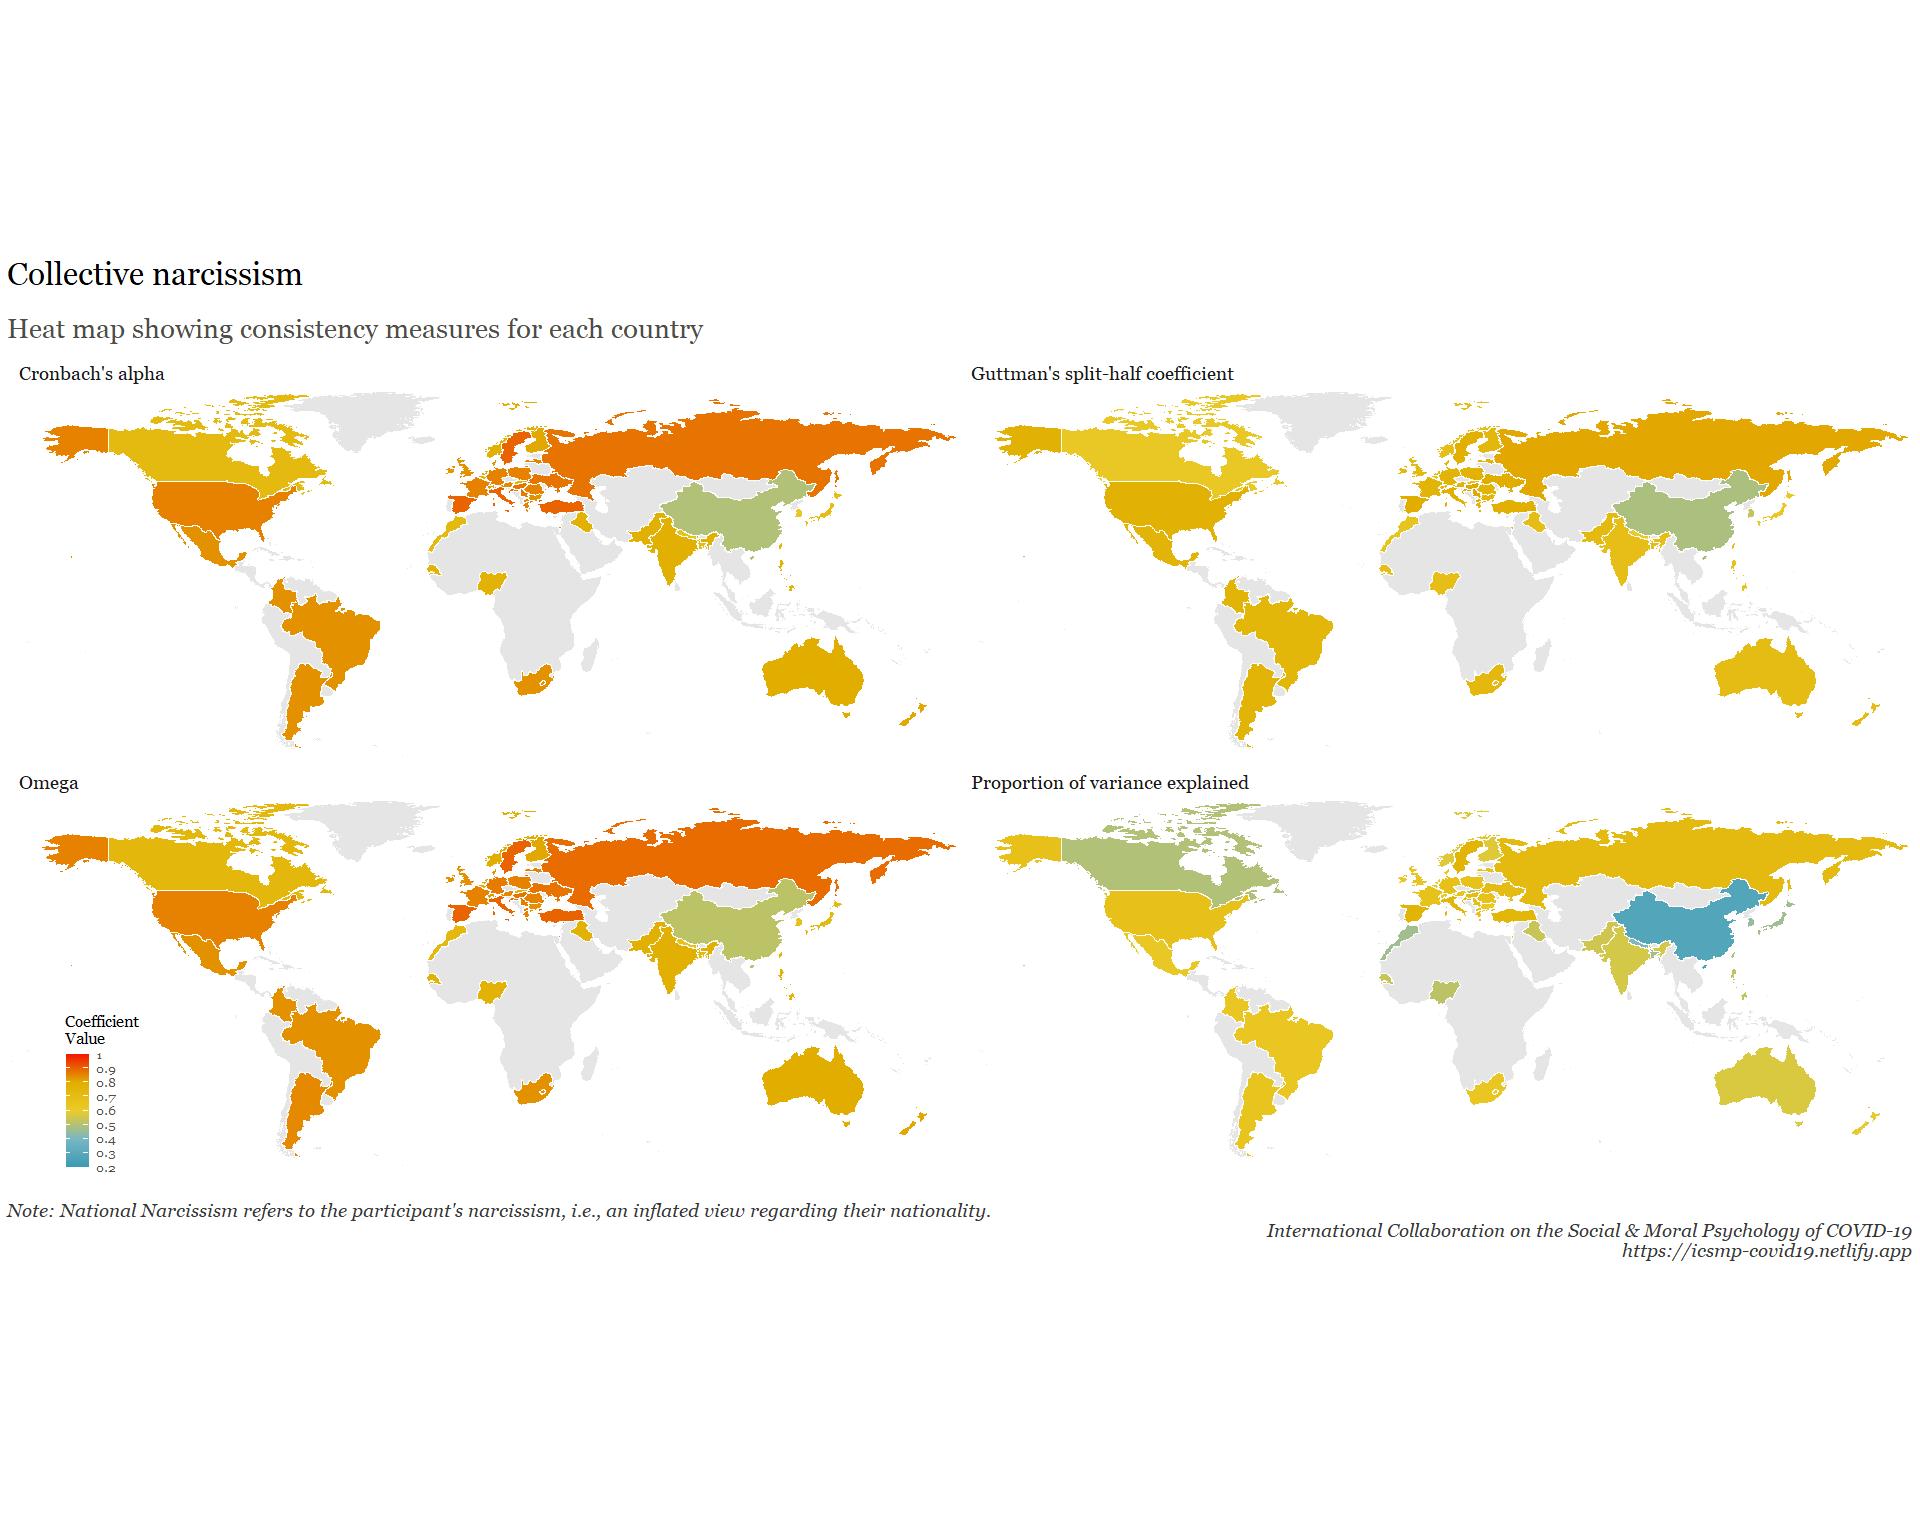 Collective narcissism
Heat map showing consistency measures for each country
Cronbach's alpha
Guttman's split-half coefficient
Omega
Proportion of variance explained
Coefficient
Value
1
0.9
0.8
0.7
0.6
0.5
0.4
0.3
0.2
Note: National Narcissism refers to the participant's narcissism, i.e., an inflated view regarding their nationality.
International Collaboration on the Social & Moral Psychology of COVID-19
https://icsmp-covid19.netlify.app